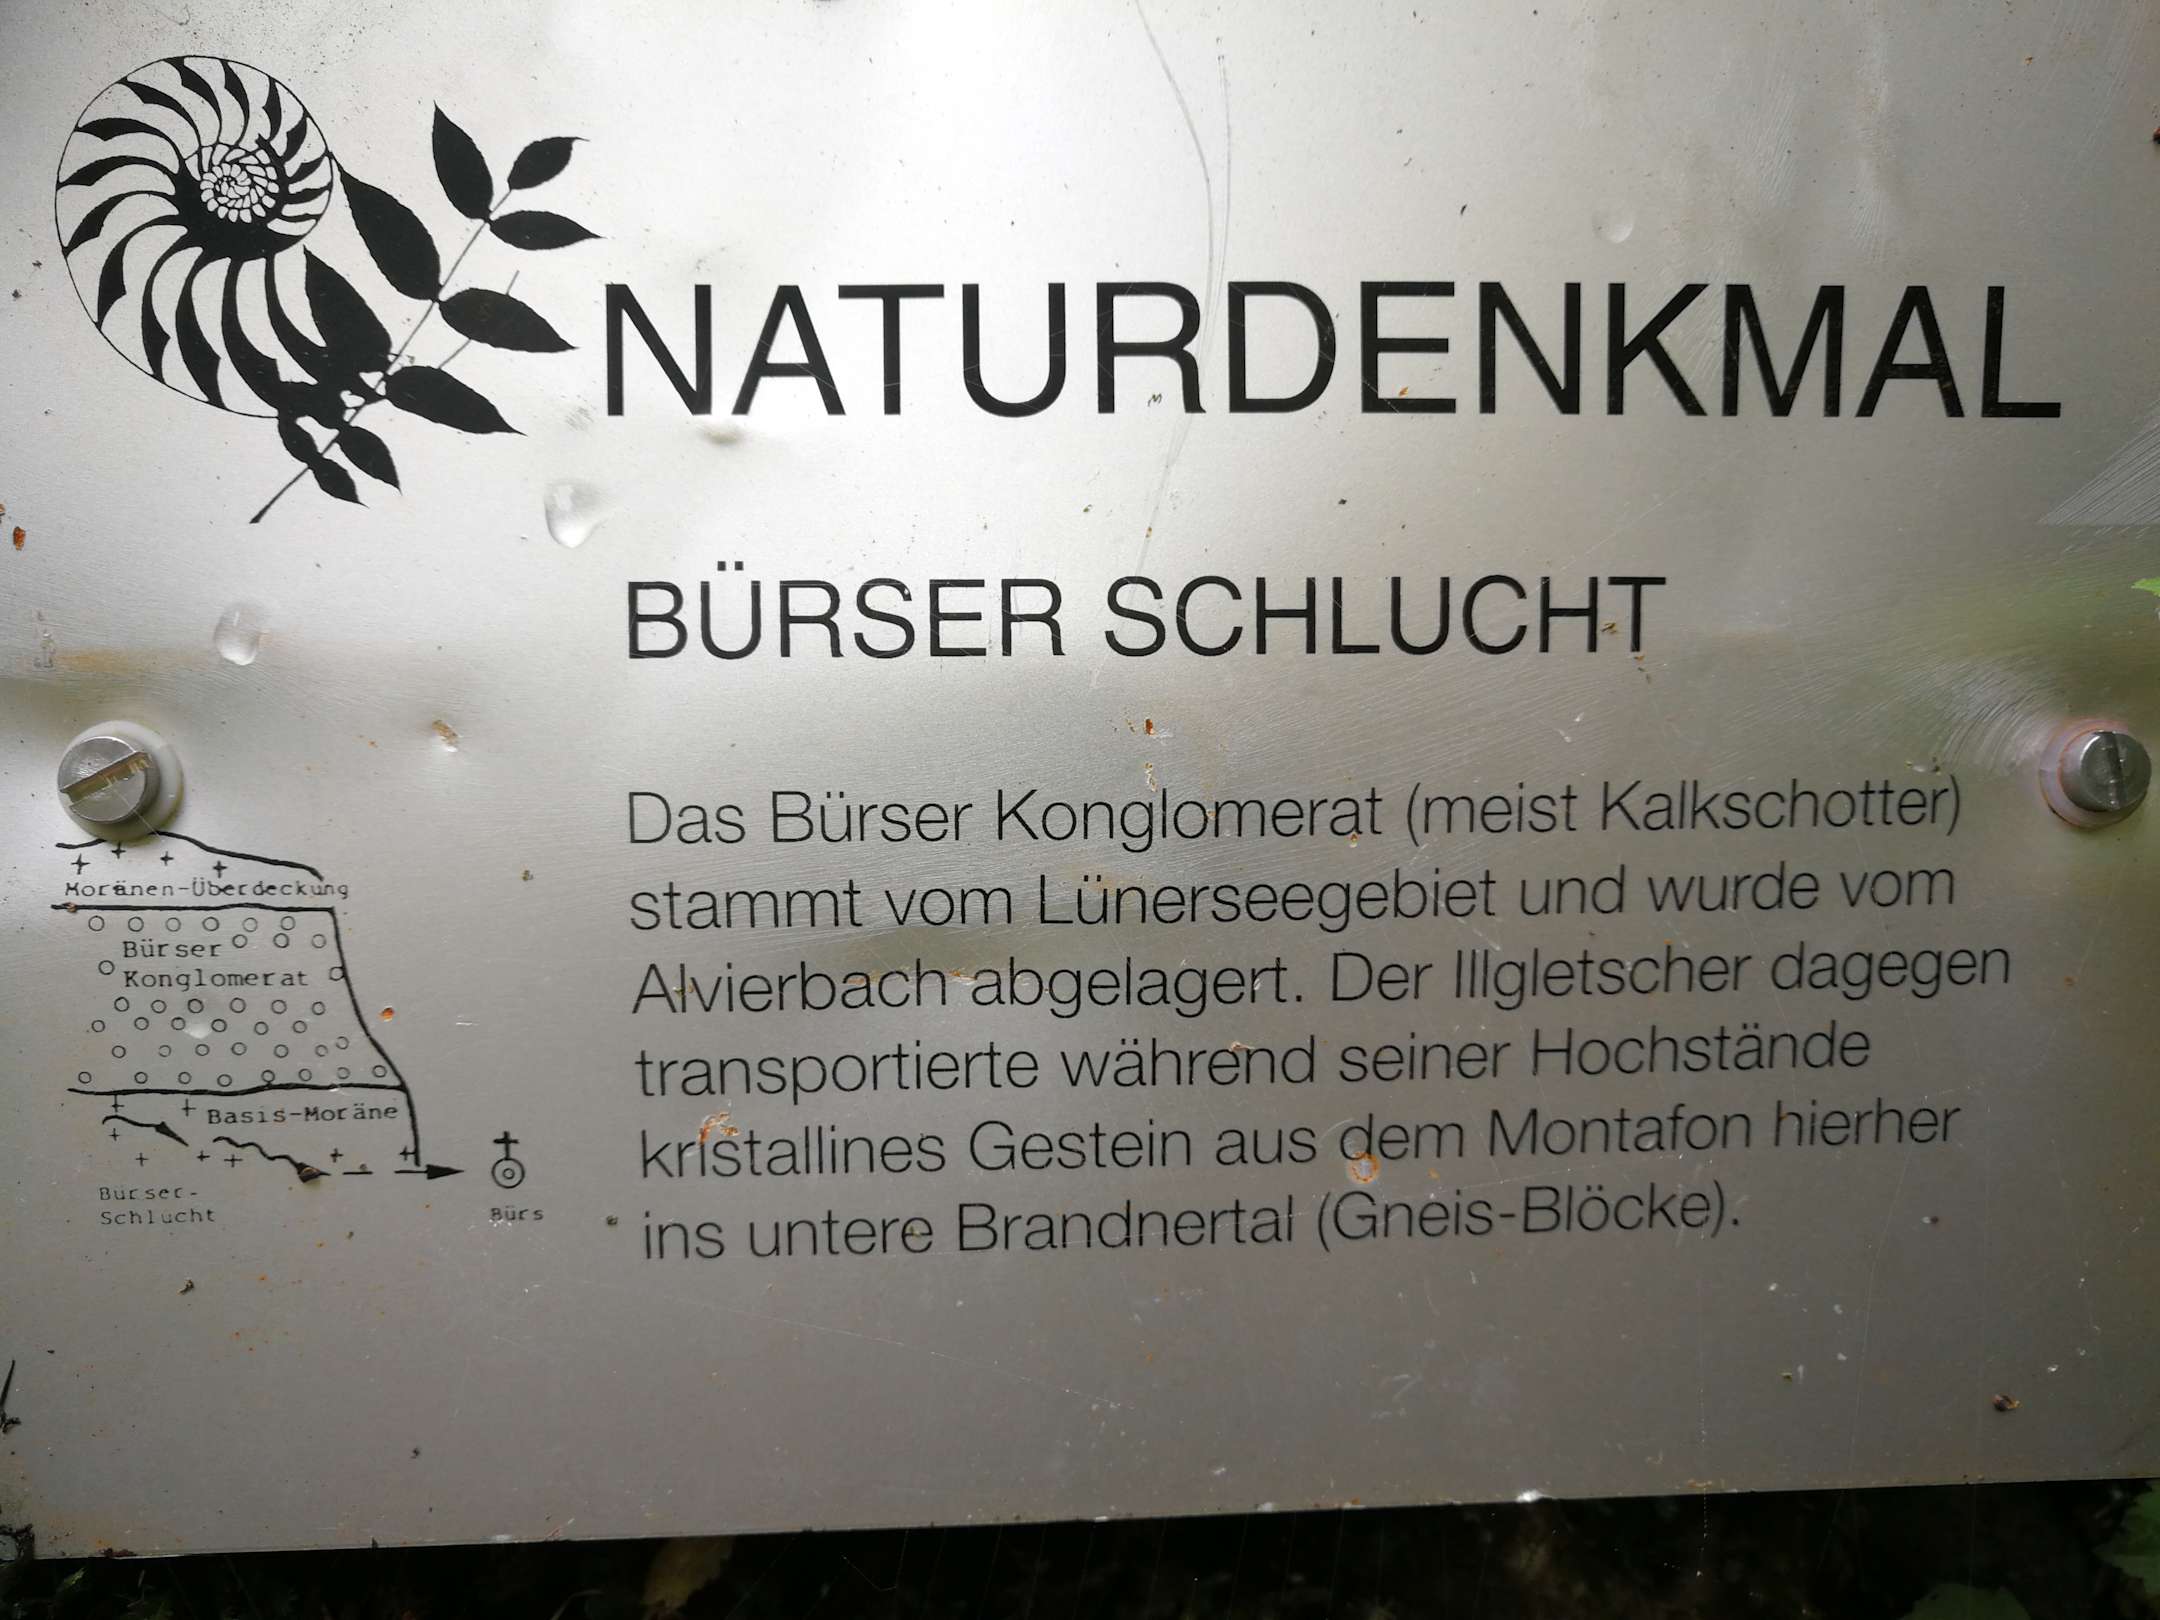 NATURDENKMAL
BÜRSER SCHLUCHT
Das Bürser Konglomerat (meist Kalkschotter)
stammt vom Lünerseegebiet und wurde vom
Alvierbach abgelagert. Der Illgletscher dagegen
transportierte während seiner Hochstände
kristallines Gestein aus dem Montafon hierher
ins untere Brandnertal (Gneis-Blöcke).
Moränen-Überdeckung
Bürser
Konglomerat
Basis-Moräne
Bürser-
Schlucht
Bürs